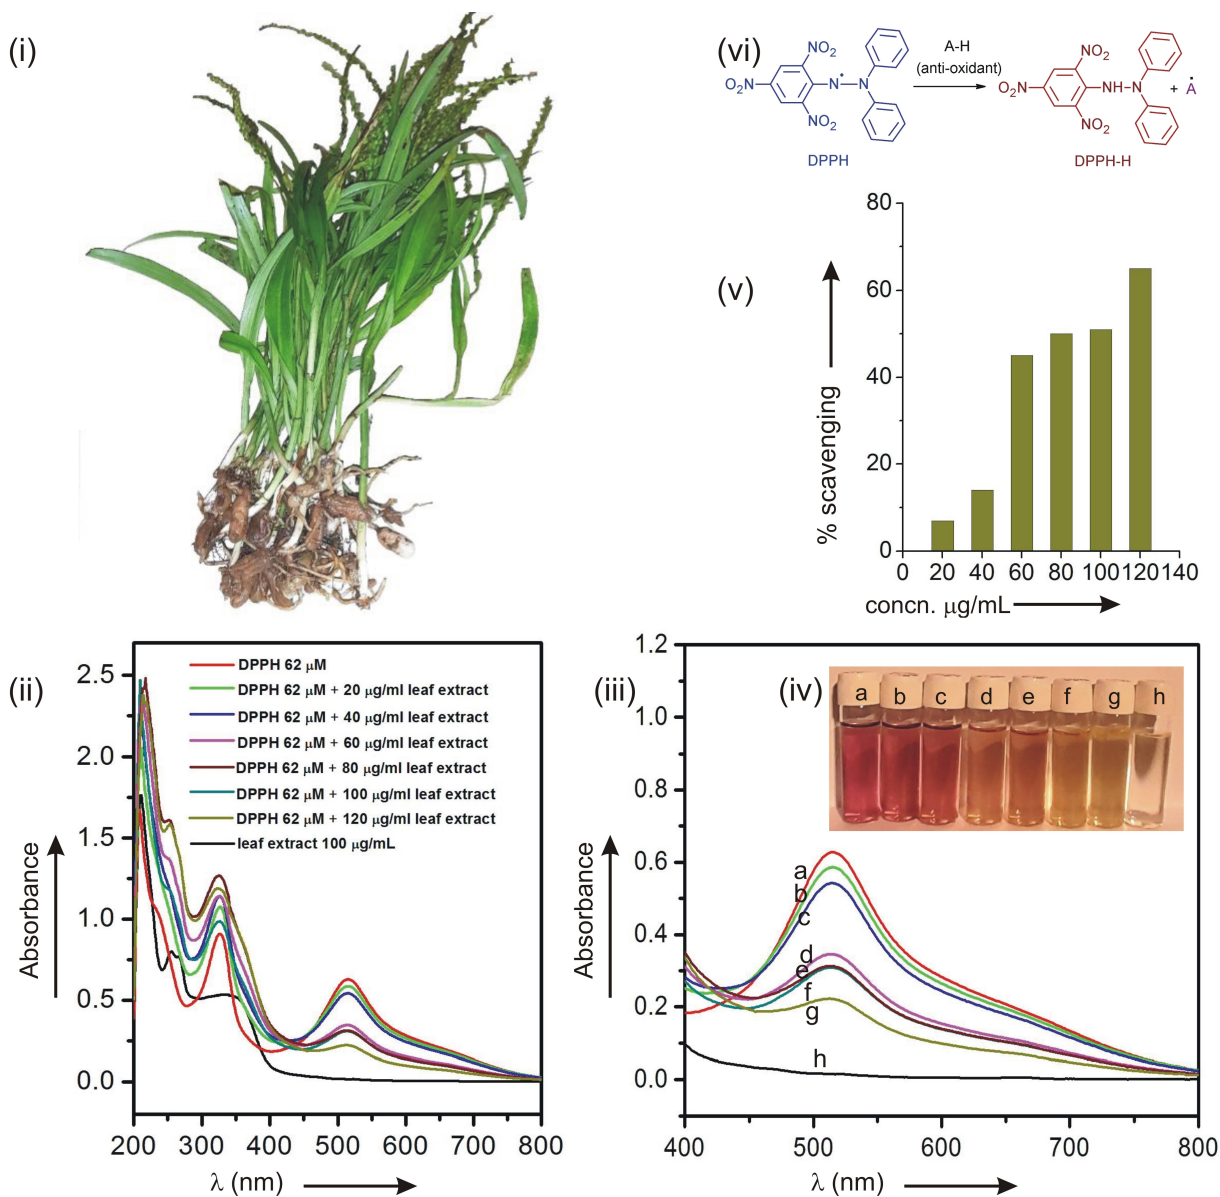 (i)
(vi)
NO₂
O₂N
N
N
NO₂
DPPH
A-H
(anti-oxidant)
NO₂
O₂N
NH
N
NO₂
DPPH-H
+ A
(v)
% scavenging
80
60
40
20
0
0 20 40 60 80 100 120 140
concn. μg/mL
(ii)
DPPH 62 μM
DPPH 62 μM + 20 μg/ml leaf extract
DPPH 62 μM + 40 μg/ml leaf extract
DPPH 62 μM + 60 μg/ml leaf extract
DPPH 62 μM + 80 μg/ml leaf extract
DPPH 62 μM + 100 μg/ml leaf extract
DPPH 62 μM + 120 μg/ml leaf extract
leaf extract 100 μg/mL
Absorbance
2.5
2.0
1.5
1.0
0.5
0.0
200 300 400 500 600 700 800
λ (nm)
(iii)
(iv)
a b c d e f g h
Absorbance
1.2
1.0
0.8
0.6
0.4
0.2
0.0
a
b
c
d
e
f
g
h
400 500 600 700 800
λ (nm)